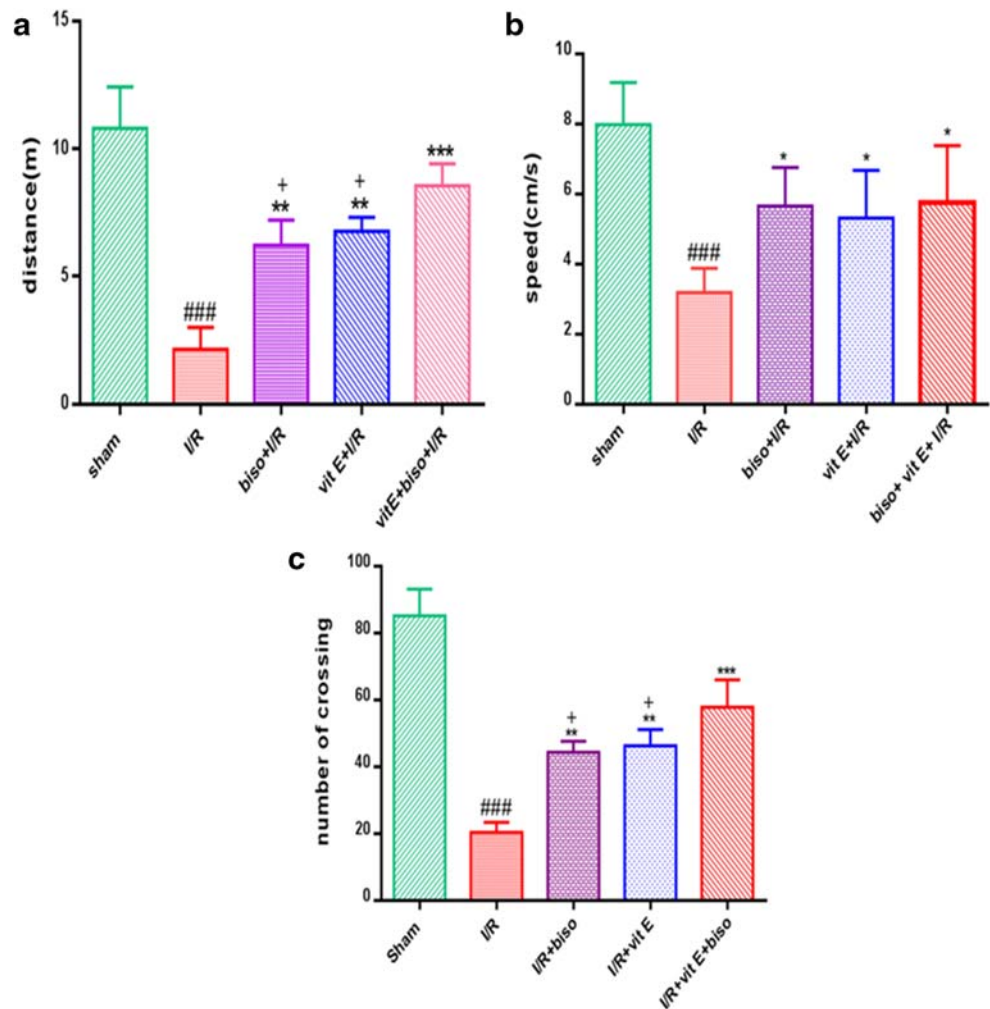 a
distance(m)
15
10
5
0
###
+
**
+
**
***
sham
I/R
biso+I/R
vit E+I/R
vitE+biso+I/R
b
speed(cm/s)
10
8
6
4
2
0
###
*
*
*
sham
I/R
biso+I/R
vit E+I/R
biso+ vit E+ I/R
c
number of crossing
100
80
60
40
20
0
###
+
**
+
**
***
Sham
I/R
I/R+biso
I/R+vit E
I/R+vit E+biso